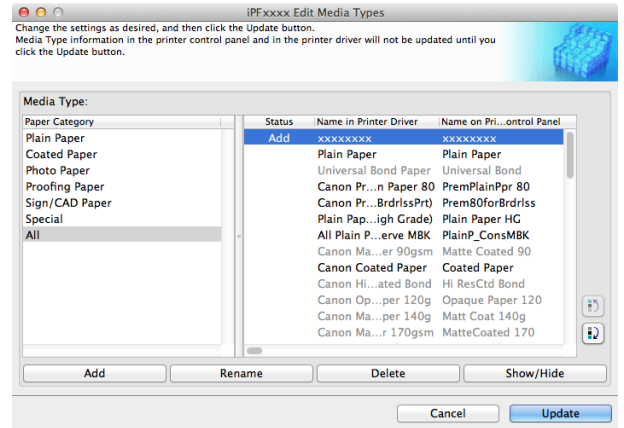 iPFxxxx Edit Media Types
Change the settings as desired, and then click the Update button.
Media Type information in the printer control panel and in the printer driver will not be updated until you
click the Update button.
Media Type:
Paper Category
Plain Paper
Coated Paper
Photo Paper
Proofing Paper
Sign/CAD Paper
Special
All
Status Name in Printer Driver Name on Pri...ontrol Panel
Add xxxxxxxx xxxxxxxx
Plain Paper Plain Paper
Universal Bond Paper Universal Bond
Canon Pr...n Paper 80 PremPlainPpr 80
Canon Pr...BrdrlssPrt) Prem80forBrdrlss
Plain Pap...igh Grade) Plain Paper HG
All Plain P...erve MBK PlainP_ConsMBK
Canon Ma...er 90gsm Matte Coated 90
Canon Coated Paper Coated Paper
Canon Hi...ated Bond Hi ResCtd Bond
Canon Op...per 120g Opaque Paper 120
Canon Ma...per 140g Matt Coat 140g
Canon Ma...r 170gsm MatteCoated 170
Add Rename Delete Show/Hide
Cancel Update